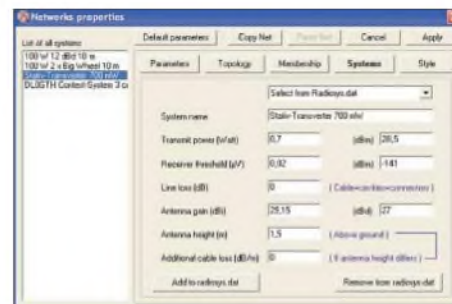 Networks properties
List of all systems
100 W 12 dBd 10 m
100 W 2 x Big Wheel 10 m
Stativ-Transverter 700 mW
DL0GTH Contest-System 3 c
Default parameters
Copy Net
Paste Net
Cancel
Apply
Parameters
Topology
Membership
Systems
Style
Select from Radiosys.dat
System name
Stativ-Transverter 700 mW
Transmit power (Watt)
0,7
(dBm)
28,5
Receiver threshold (µV)
0,02
(dBm)
-141
Line loss (dB)
0
( Cable+cavities+connectors )
Antenna gain (dBi)
29,15
(dBd)
27
Antenna height (m)
1,5
( Above ground )
Additional cable loss (dB/m)
0
( If antenna height differs )
Add to radiosys.dat
Remove from radiosys.dat